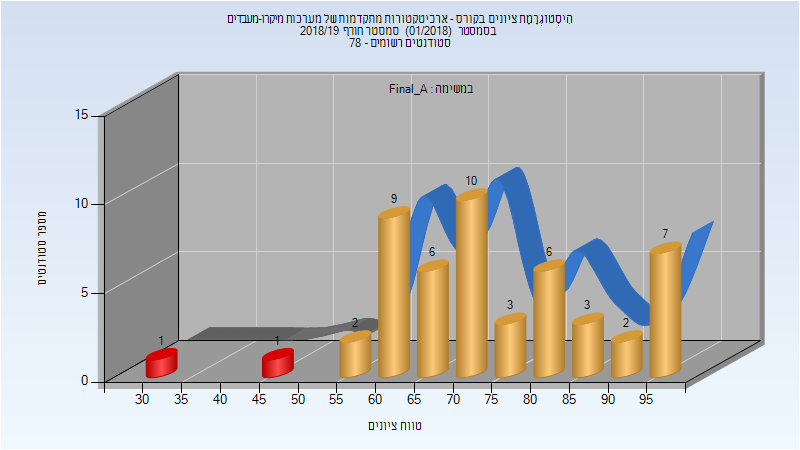 היסטוגרמת ציונים בקורס - ארכיטקטורות מתקדמות של מערכות מיקרו-מעבדים
בסמסטר (01/2018) סמסטר חורף 2018/19
סטודנטים רשומים - 78
במשימה : Final_A
מספר סטודנטים
15
10
5
0
1
1
2
9
6
10
3
6
3
2
7
30 35 40 45 50 55 60 65 70 75 80 85 90 95
טווח ציונים